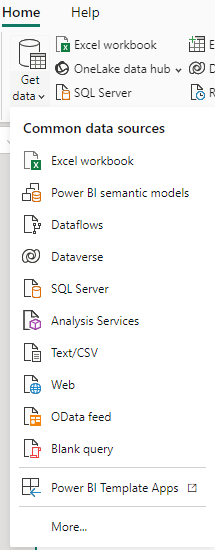 Home Help
Get data
Excel workbook
OneLake data hub
SQL Server
Common data sources
Excel workbook
Power BI semantic models
Dataflows
Dataverse
SQL Server
Analysis Services
Text/CSV
Web
OData feed
Blank query
Power BI Template Apps
More...